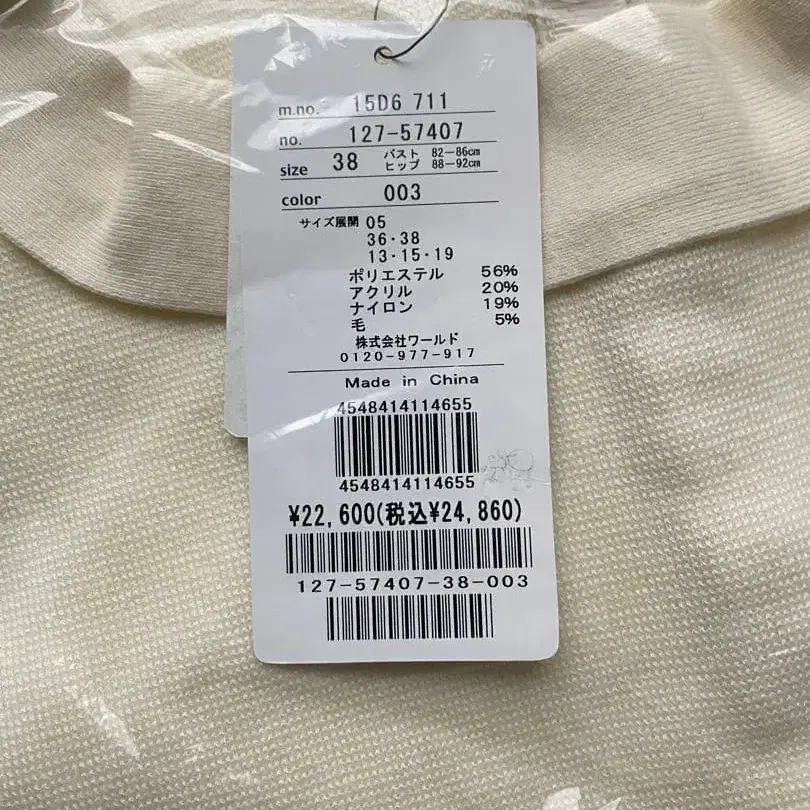 m.no. 15D6 711
no. 127-57407
size 38 バスト 82-86cm
ヒップ 88-92cm
color 003
サイズ展開 05
36・38
13・15・19
ポリエステル 56%
アクリル 20%
ナイロン 19%
毛 5%
株式会社ワールド
0120-977-917
Made in China
4548414114655
4548414114655
¥22,600(税込¥24,860)
127-57407-38-003